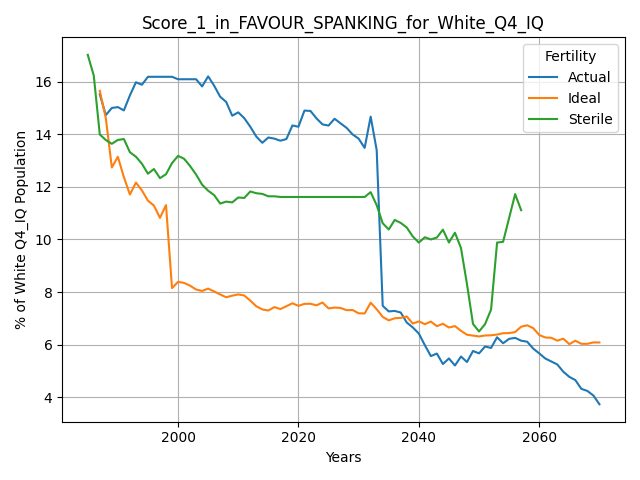 Score_1_in_FAVOUR_SPANKING_for_White_Q4_IQ
Fertility
Actual
Ideal
Sterile
% of White Q4_IQ Population
16
14
12
10
8
6
4
2000 2020 2040 2060
Years